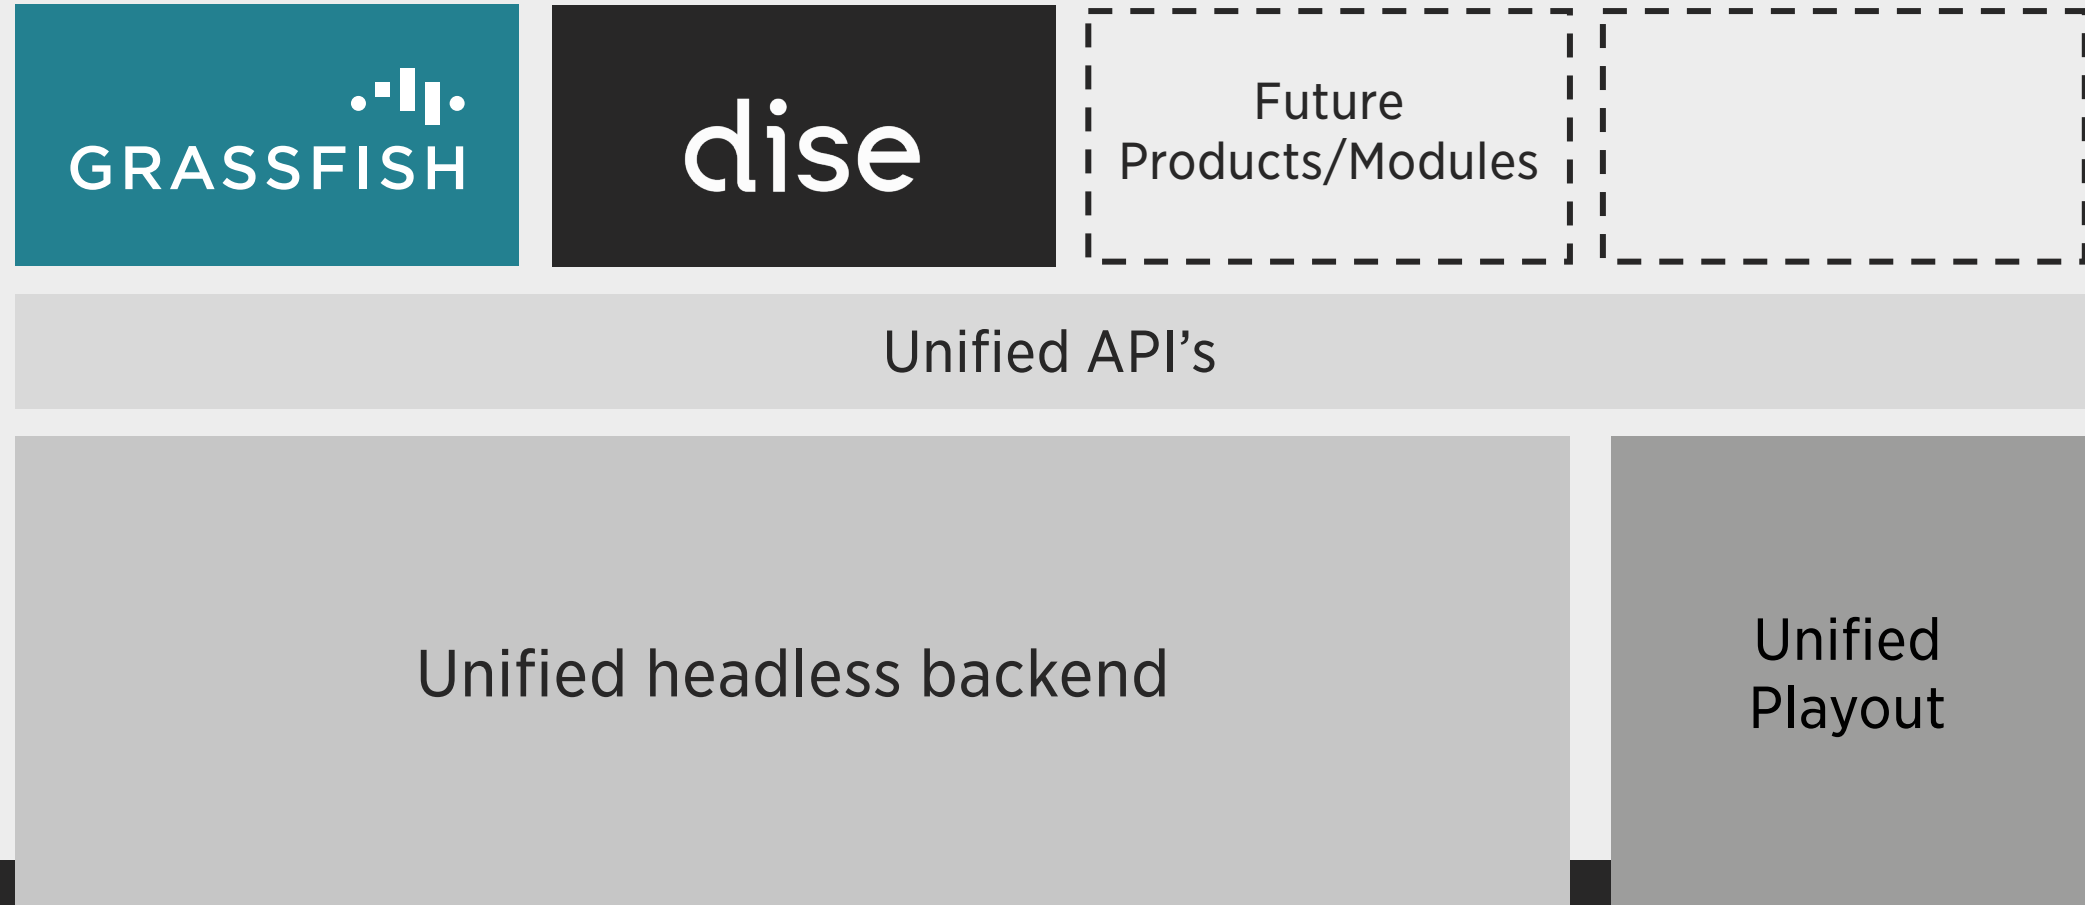 GRASSFISH
dise
Future
Products/Modules
Unified API’s
Unified headless backend
Unified
Playout